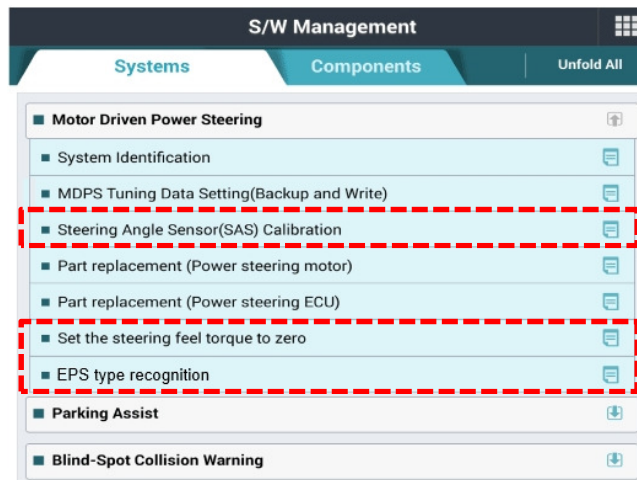 S/W Management
Systems
Components
Unfold All
Motor Driven Power Steering
System Identification
MDPS Tuning Data Setting(Backup and Write)
Steering Angle Sensor(SAS) Calibration
Part replacement (Power steering motor)
Part replacement (Power steering ECU)
Set the steering feel torque to zero
EPS type recognition
Parking Assist
Blind-Spot Collision Warning